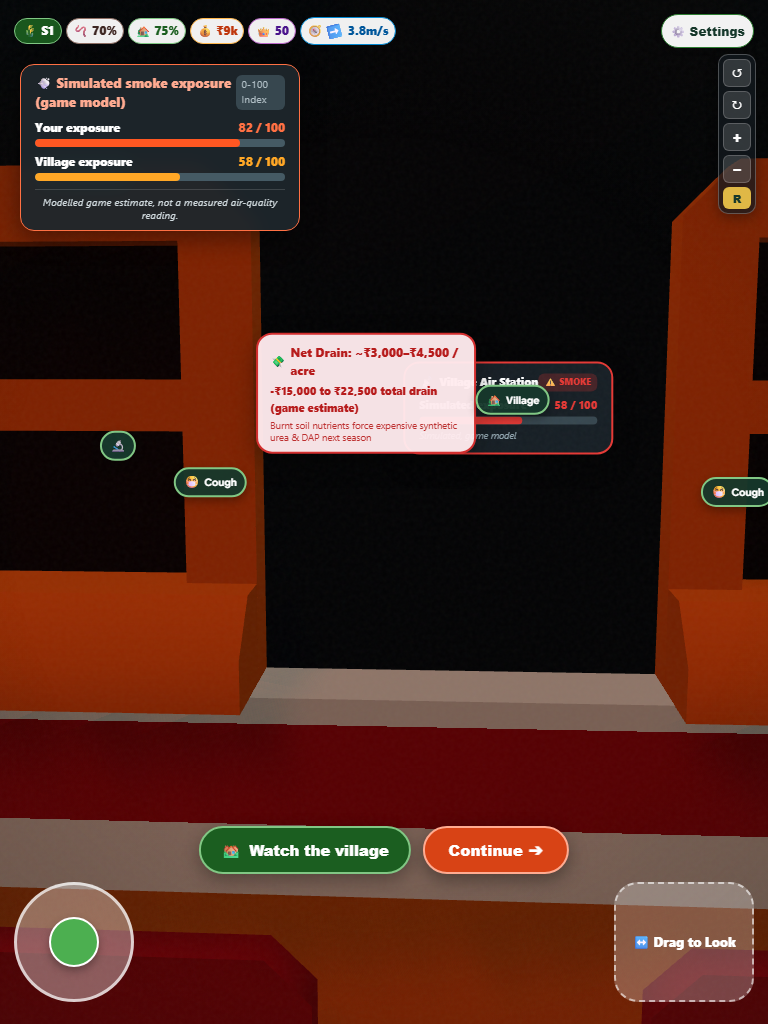 S1
70%
75%
₹9k
50
3.8m/s
Settings
Simulated smoke exposure
(game model)
0-100
Index
Your exposure 82 / 100
Village exposure 58 / 100
Modelled game estimate, not a measured air-quality
reading.
R
Net Drain: ~₹3,000–₹4,500 /
acre
-₹15,000 to ₹22,500 total drain
(game estimate)
Burnt soil nutrients force expensive synthetic
urea & DAP next season
Village Air Station
SMOKE
Village
58 / 100
game model
Cough
Cough
Watch the village
Continue ➔
Drag to Look